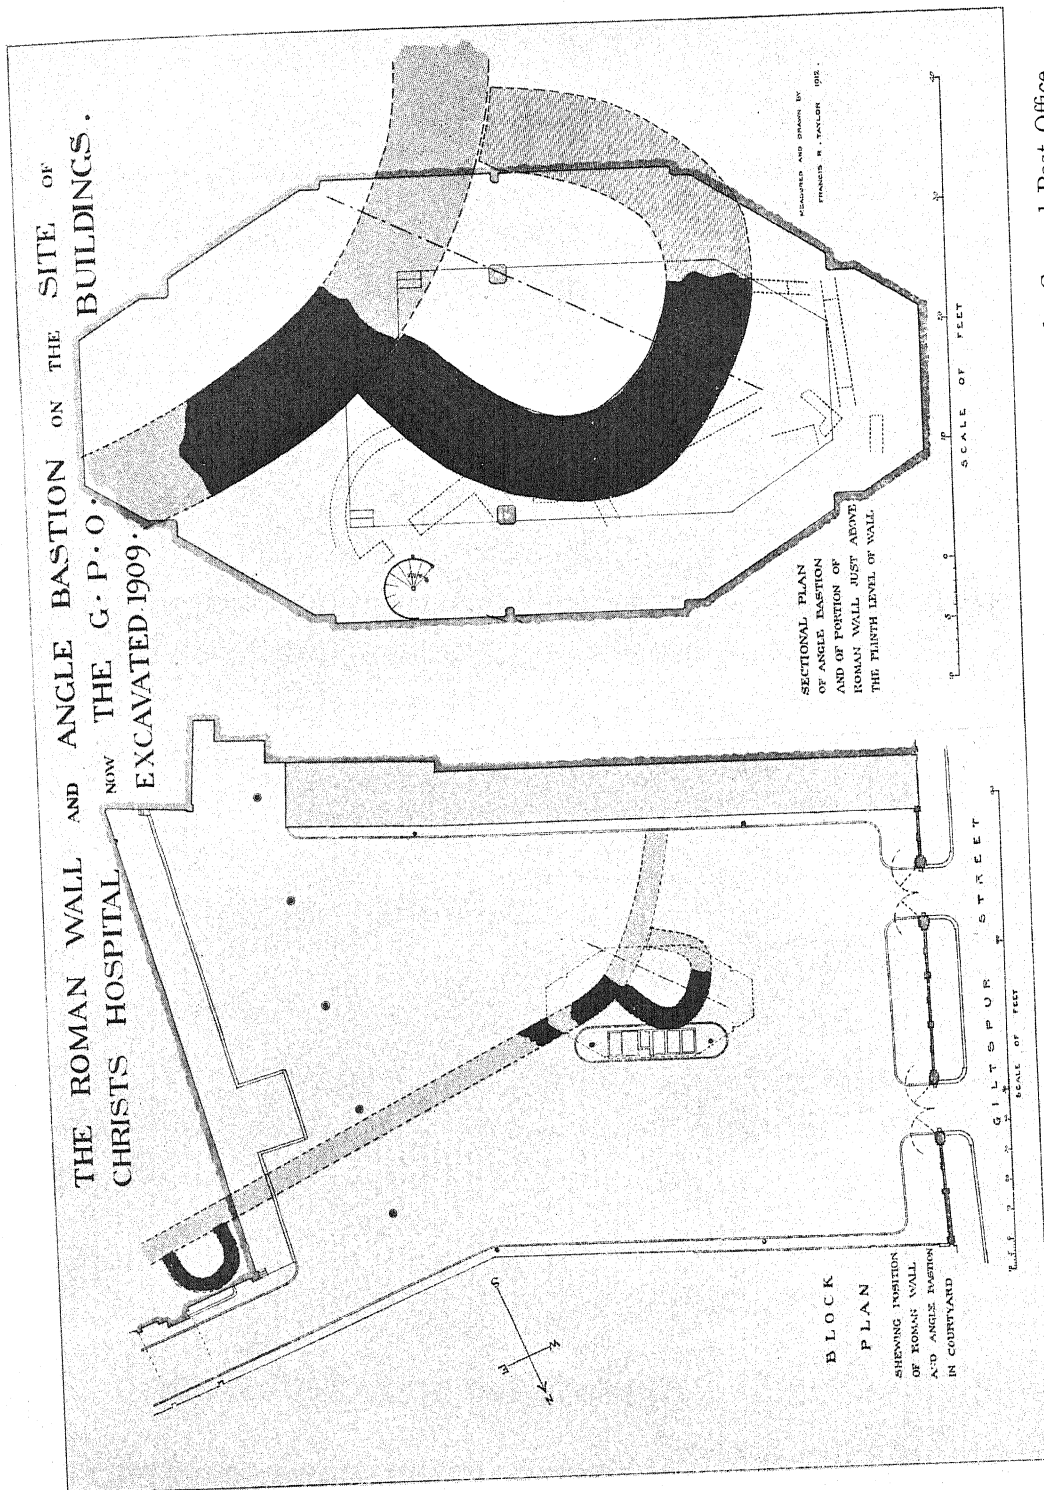 THE ROMAN WALL AND ANGLE BASTION ON THE SITE OF
CHRISTS HOSPITAL NOW THE G·P·O· BUILDINGS.
EXCAVATED 1909·
MEASURED AND DRAWN BY
FRANCIS R. TAYLOR 1912.
SECTIONAL PLAN
OF ANGLE BASTION
AND OF PORTION OF
ROMAN WALL JUST ABOVE
THE PLINTH LEVEL OF WALL
SCALE OF FEET
BLOCK
PLAN
SHEWING POSITION
OF ROMAN WALL
AND ANGLE BASTION
IN COURTYARD
S
E
W
N
GILTSPUR STREET
SCALE OF FEET
General Post Office